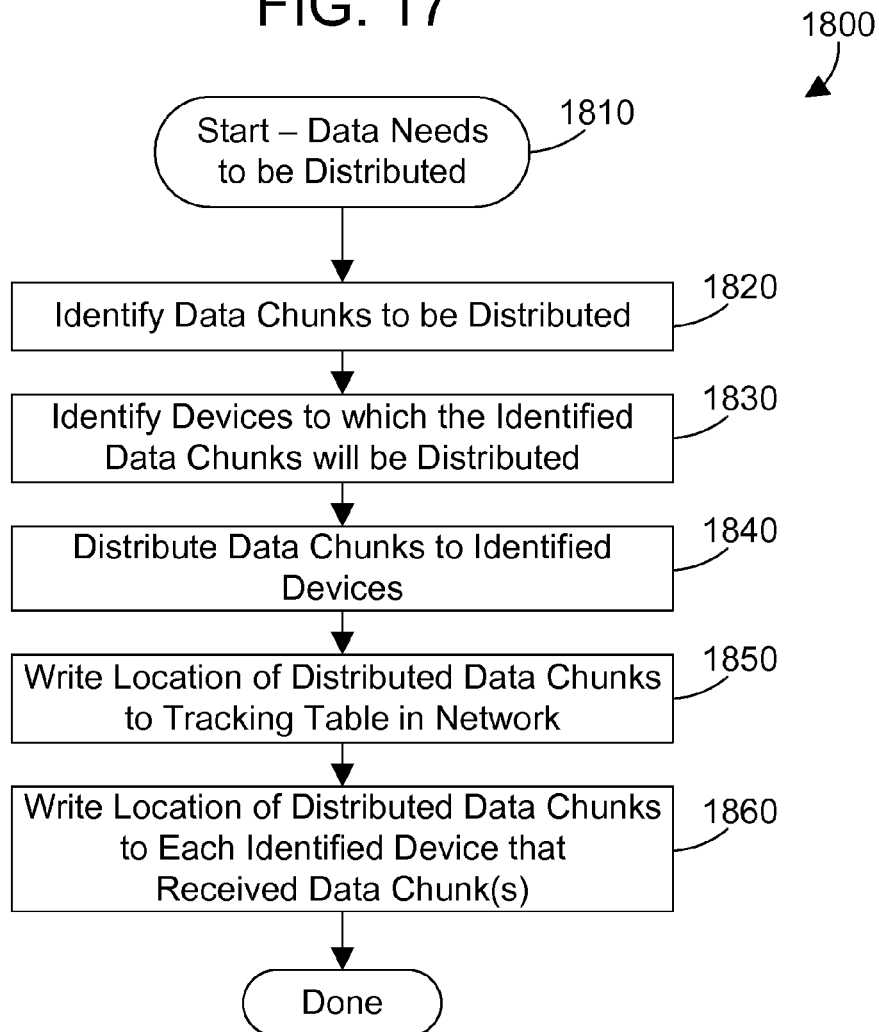 FIG. 17
1800
Start – Data Needs
to be Distributed
1810
Identify Data Chunks to be Distributed
1820
Identify Devices to which the Identified
Data Chunks will be Distributed
1830
Distribute Data Chunks to Identified
Devices
1840
Write Location of Distributed Data Chunks
to Tracking Table in Network
1850
Write Location of Distributed Data Chunks
to Each Identified Device that
Received Data Chunk(s)
1860
Done